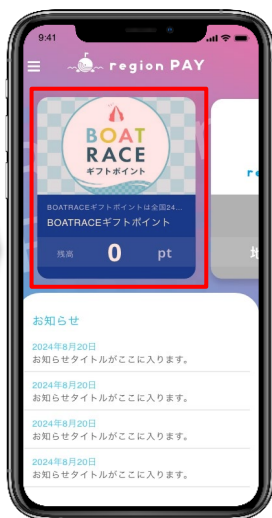 9:41
region PAY
BOAT
RACE
ギフトポイント
BOATRACEギフトポイントは全国24...
BOATRACEギフトポイント
残高 0 pt
re
地
お知らせ
2024年8月20日
お知らせタイトルがここに入ります。
2024年8月20日
お知らせタイトルがここに入ります。
2024年8月20日
お知らせタイトルがここに入ります。
2024年8月20日
お知らせタイトルがここに入ります。